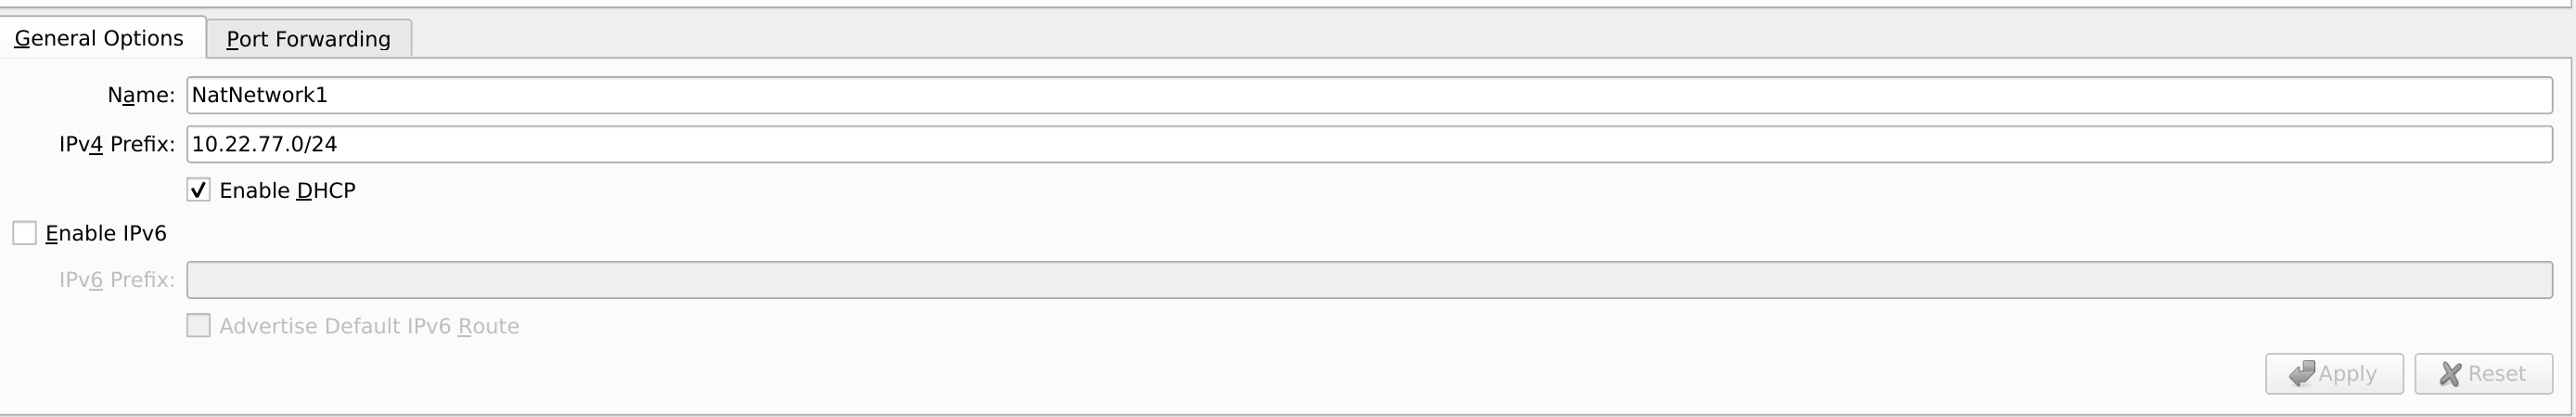 General Options Port Forwarding
Name: NatNetwork1
IPv4 Prefix: 10.22.77.0/24
Enable DHCP
Enable IPv6
IPv6 Prefix:
Advertise Default IPv6 Route
Apply Reset